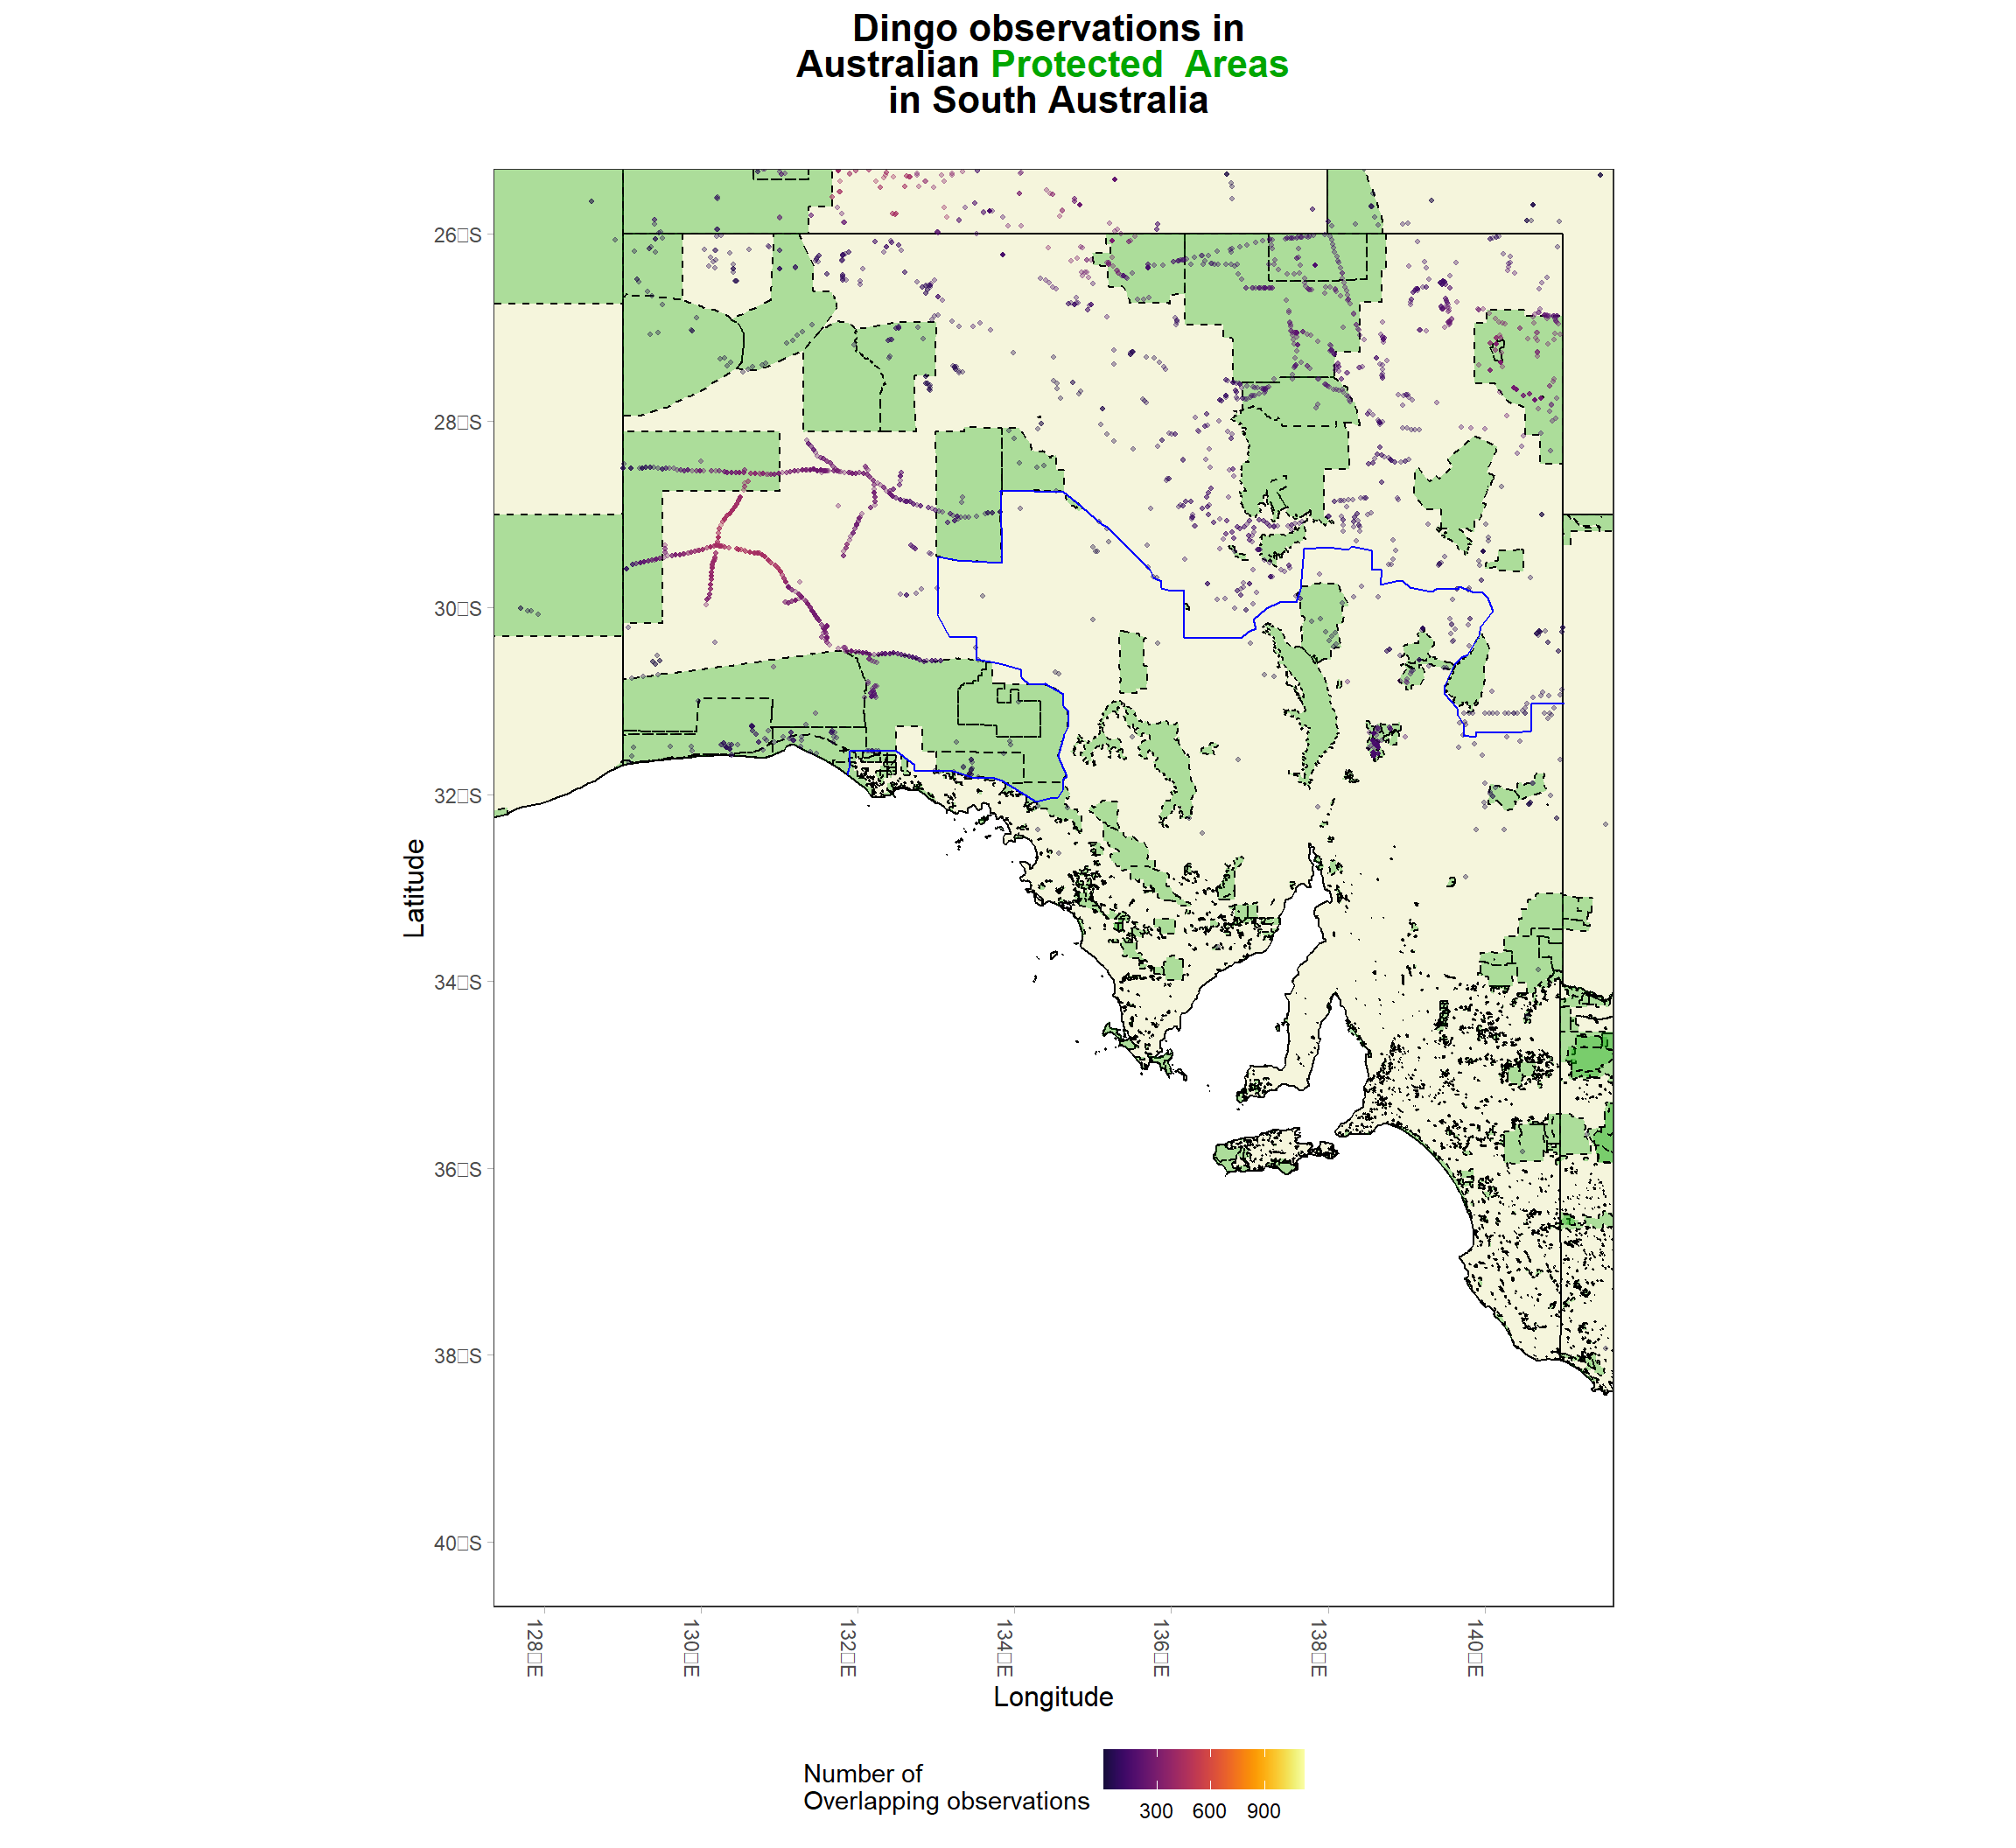 Dingo observations in
Australian Protected  Areas
in South Australia
26□S
28□S
30□S
32□S
34□S
36□S
38□S
40□S
Latitude
128□E
130□E
132□E
134□E
136□E
138□E
140□E
Longitude
Number of
Overlapping observations
300 600 900